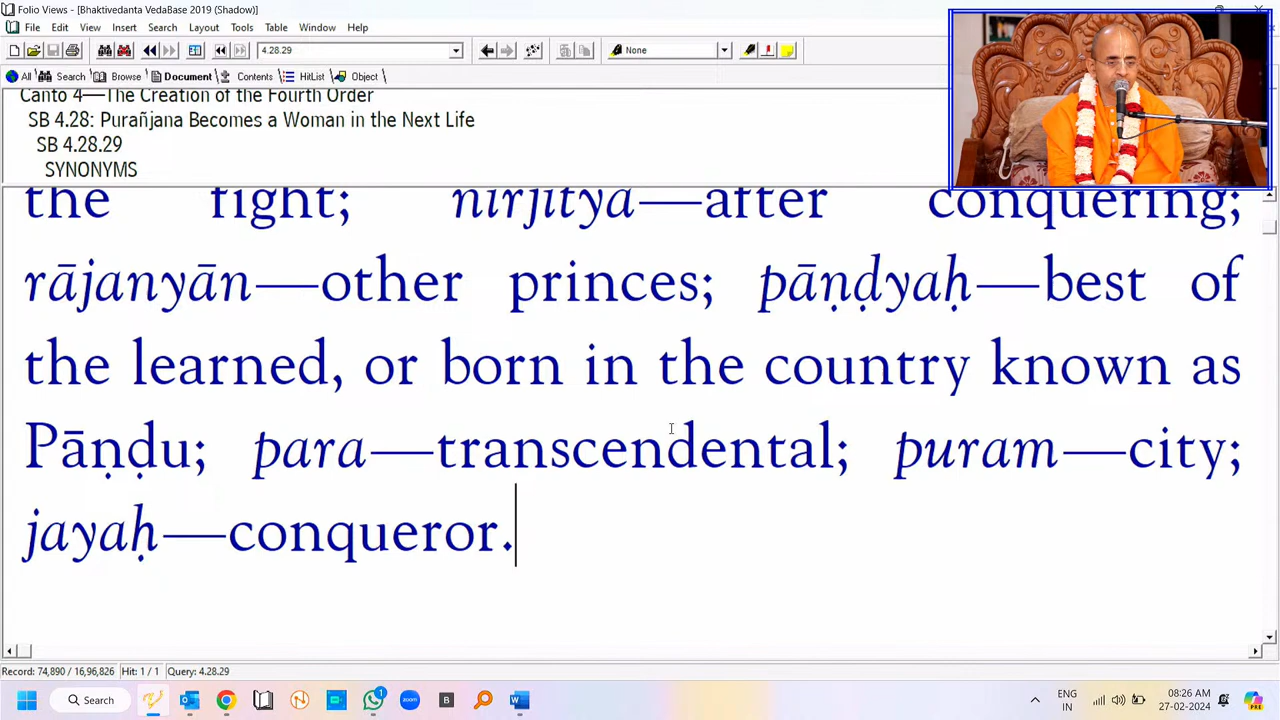 Folio Views - [Bhaktivedanta VedaBase 2019 (Shadow)]
File Edit View Insert Search Layout Tools Table Window Help
4.28.29 None
All Search Browse Document Contents HitList Object
Canto 4—The Creation of the Fourth Order
SB 4.28: Purañjana Becomes a Woman in the Next Life
SB 4.28.29
SYNONYMS
the fight; nirjitya—after conquering;
rājanyān—other princes; pāṇḍyaḥ—best of
the learned, or born in the country known as
Pāṇḍu; para—transcendental; puram—city;
jayaḥ—conqueror.
Record: 74,890 / 16,96,826 Hit: 1 / 1 Query: 4.28.29
Search
1
zoom
B
ENG
IN
08:26 AM
27-02-2024
PRE